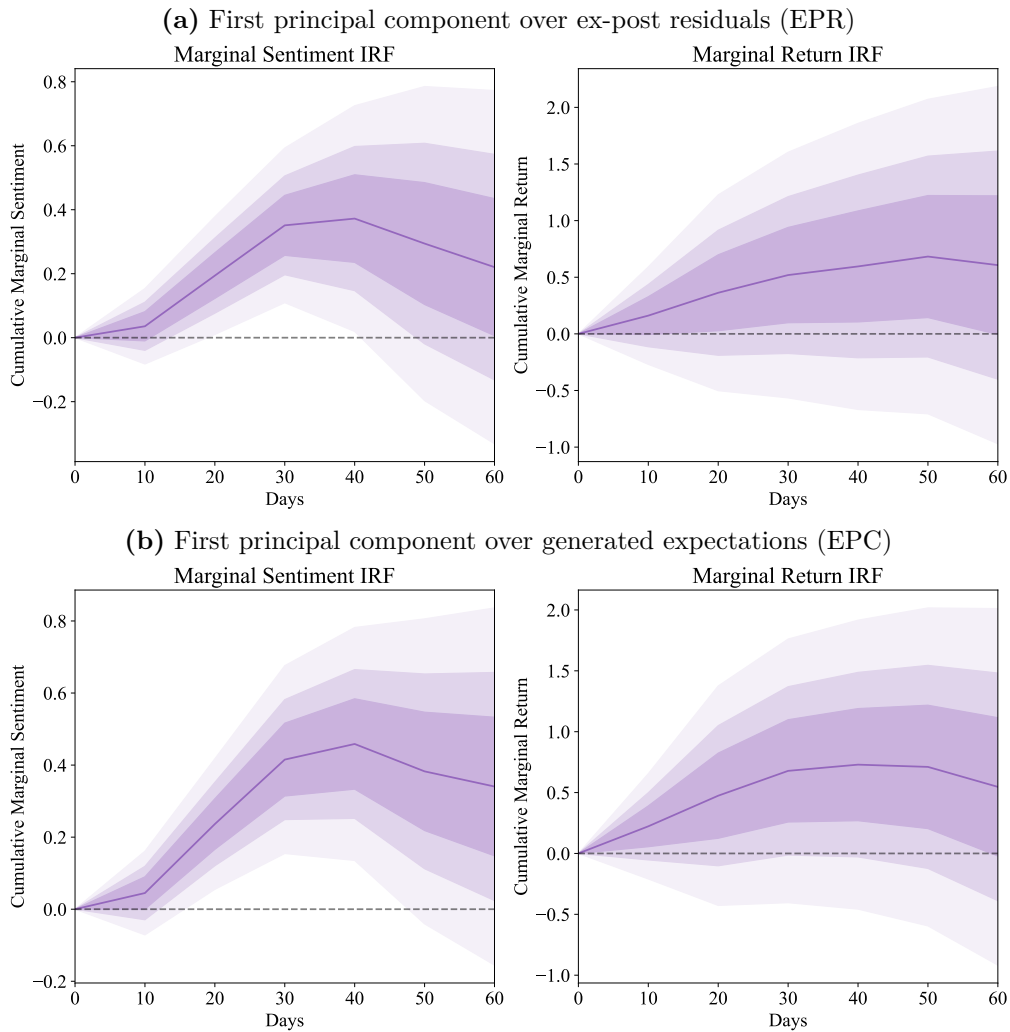 (a) First principal component over ex-post residuals (EPR)
Marginal Sentiment IRF
Cumulative Marginal Sentiment
0.8
0.6
0.4
0.2
0.0
−0.2
0 10 20 30 40 50 60
Days
Marginal Return IRF
Cumulative Marginal Return
2.0
1.5
1.0
0.5
0.0
−0.5
−1.0
0 10 20 30 40 50 60
Days
(b) First principal component over generated expectations (EPC)
Marginal Sentiment IRF
Cumulative Marginal Sentiment
0.8
0.6
0.4
0.2
0.0
−0.2
0 10 20 30 40 50 60
Days
Marginal Return IRF
Cumulative Marginal Return
2.0
1.5
1.0
0.5
0.0
−0.5
−1.0
0 10 20 30 40 50 60
Days